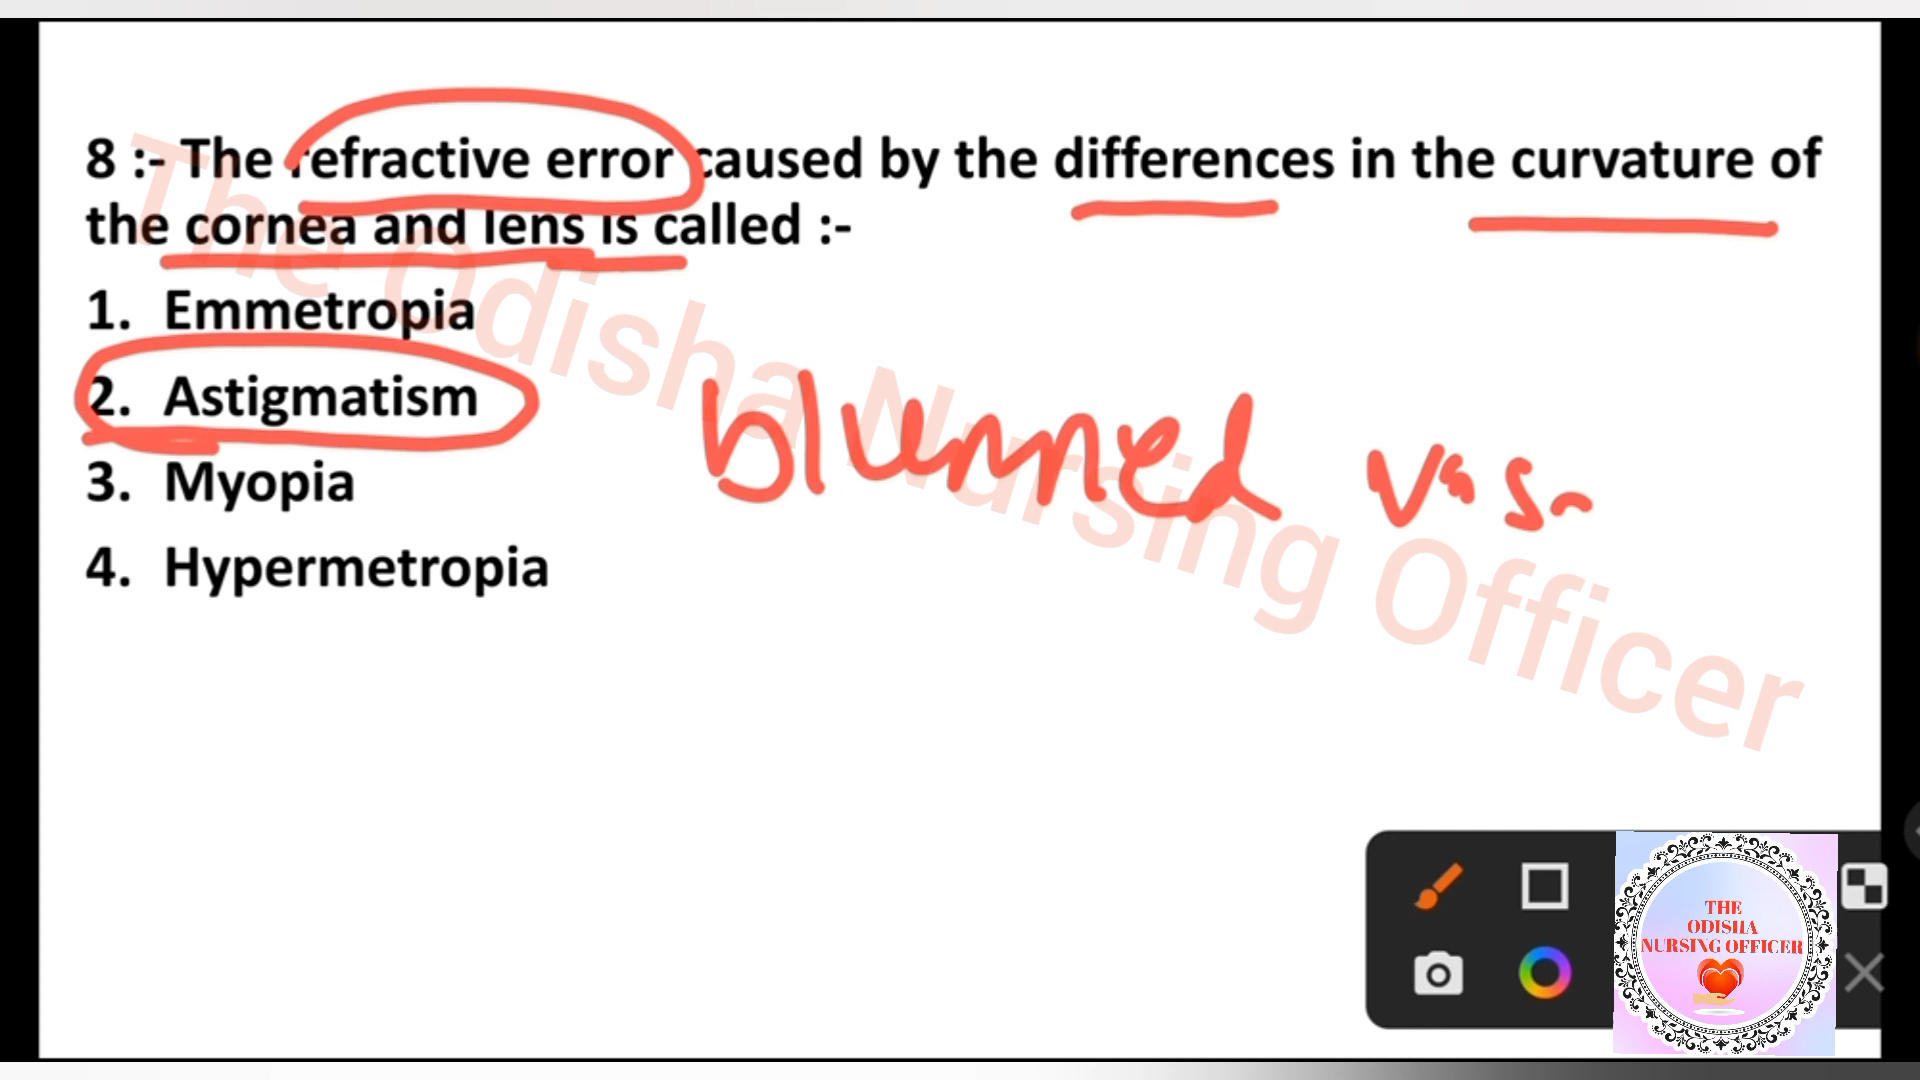 8 :- The refractive error caused by the differences in the curvature of
the cornea and lens is called :-
1. Emmetropia
2. Astigmatism
3. Myopia
4. Hypermetropia
The Odisha Nursing Officer
THE
ODISHA
NURSING OFFICER